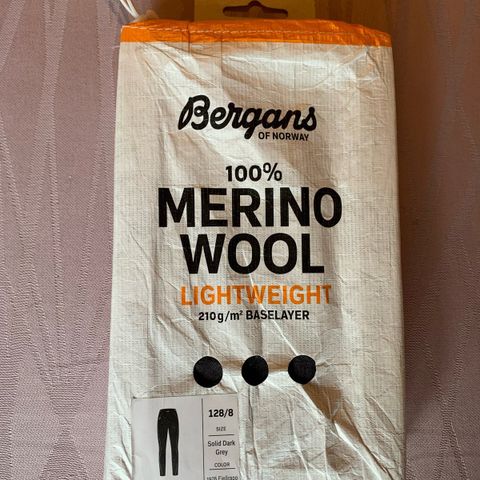 Bergans
OF NORWAY
100%
MERINO
WOOL
LIGHTWEIGHT
210g/m² BASELAYER
128/8
SIZE
Solid Dark
Grey
COLOR